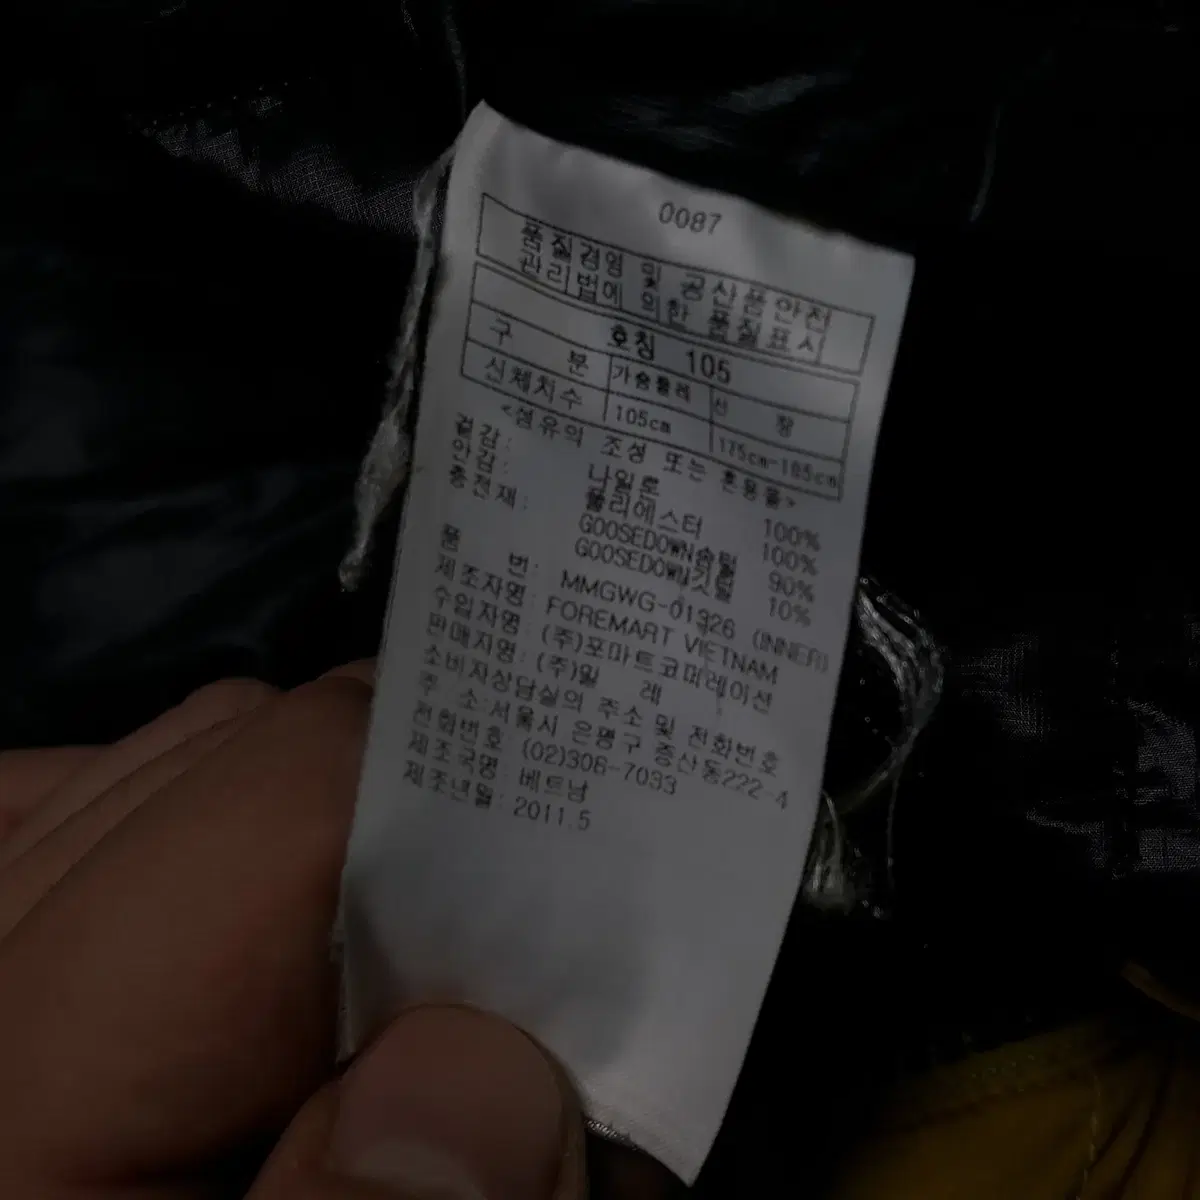 0087
품질경영 및 공산품안전
관리법에 의한 품질표시
호칭 105
구 분 가슴둘레 신 장
신체치수 105cm 175cm-185cm
<섬유의 조성 또는 혼용율>
겉감: 나일론 100%
안감: 폴리에스터 100%
충전재: GOOSEDOWN솜털 90%
GOOSEDOWN깃털 10%
품 번: MMGWG-01326 (INNER)
제조자명: FOREMART VIETNAM
수입자명: (주)포마트코퍼레이션
판매자명: (주)밀 레
소비자상담실의 주소 및 전화번호
주 소:서울시 은평구 증산동222-4
전화번호 (02)306-7033
제조국명: 베트남
제조년월: 2011.5